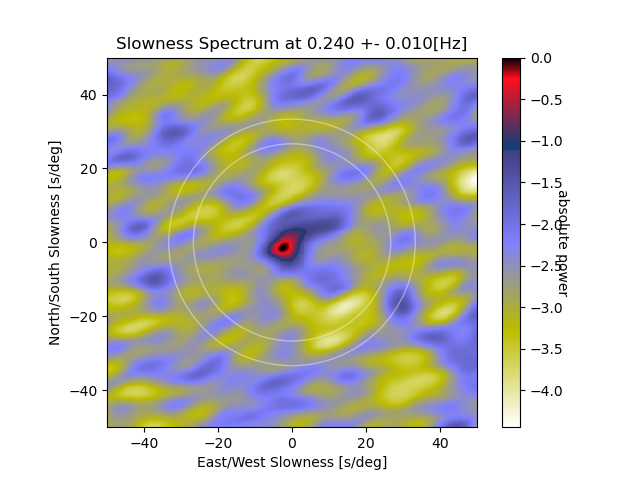 Slowness Spectrum at 0.240 +- 0.010[Hz]
North/South Slowness [s/deg]
40
20
0
−20
−40
−40 −20 0 20 40
East/West Slowness [s/deg]
0.0
−0.5
−1.0
−1.5
−2.0
−2.5
−3.0
−3.5
−4.0
absolute power